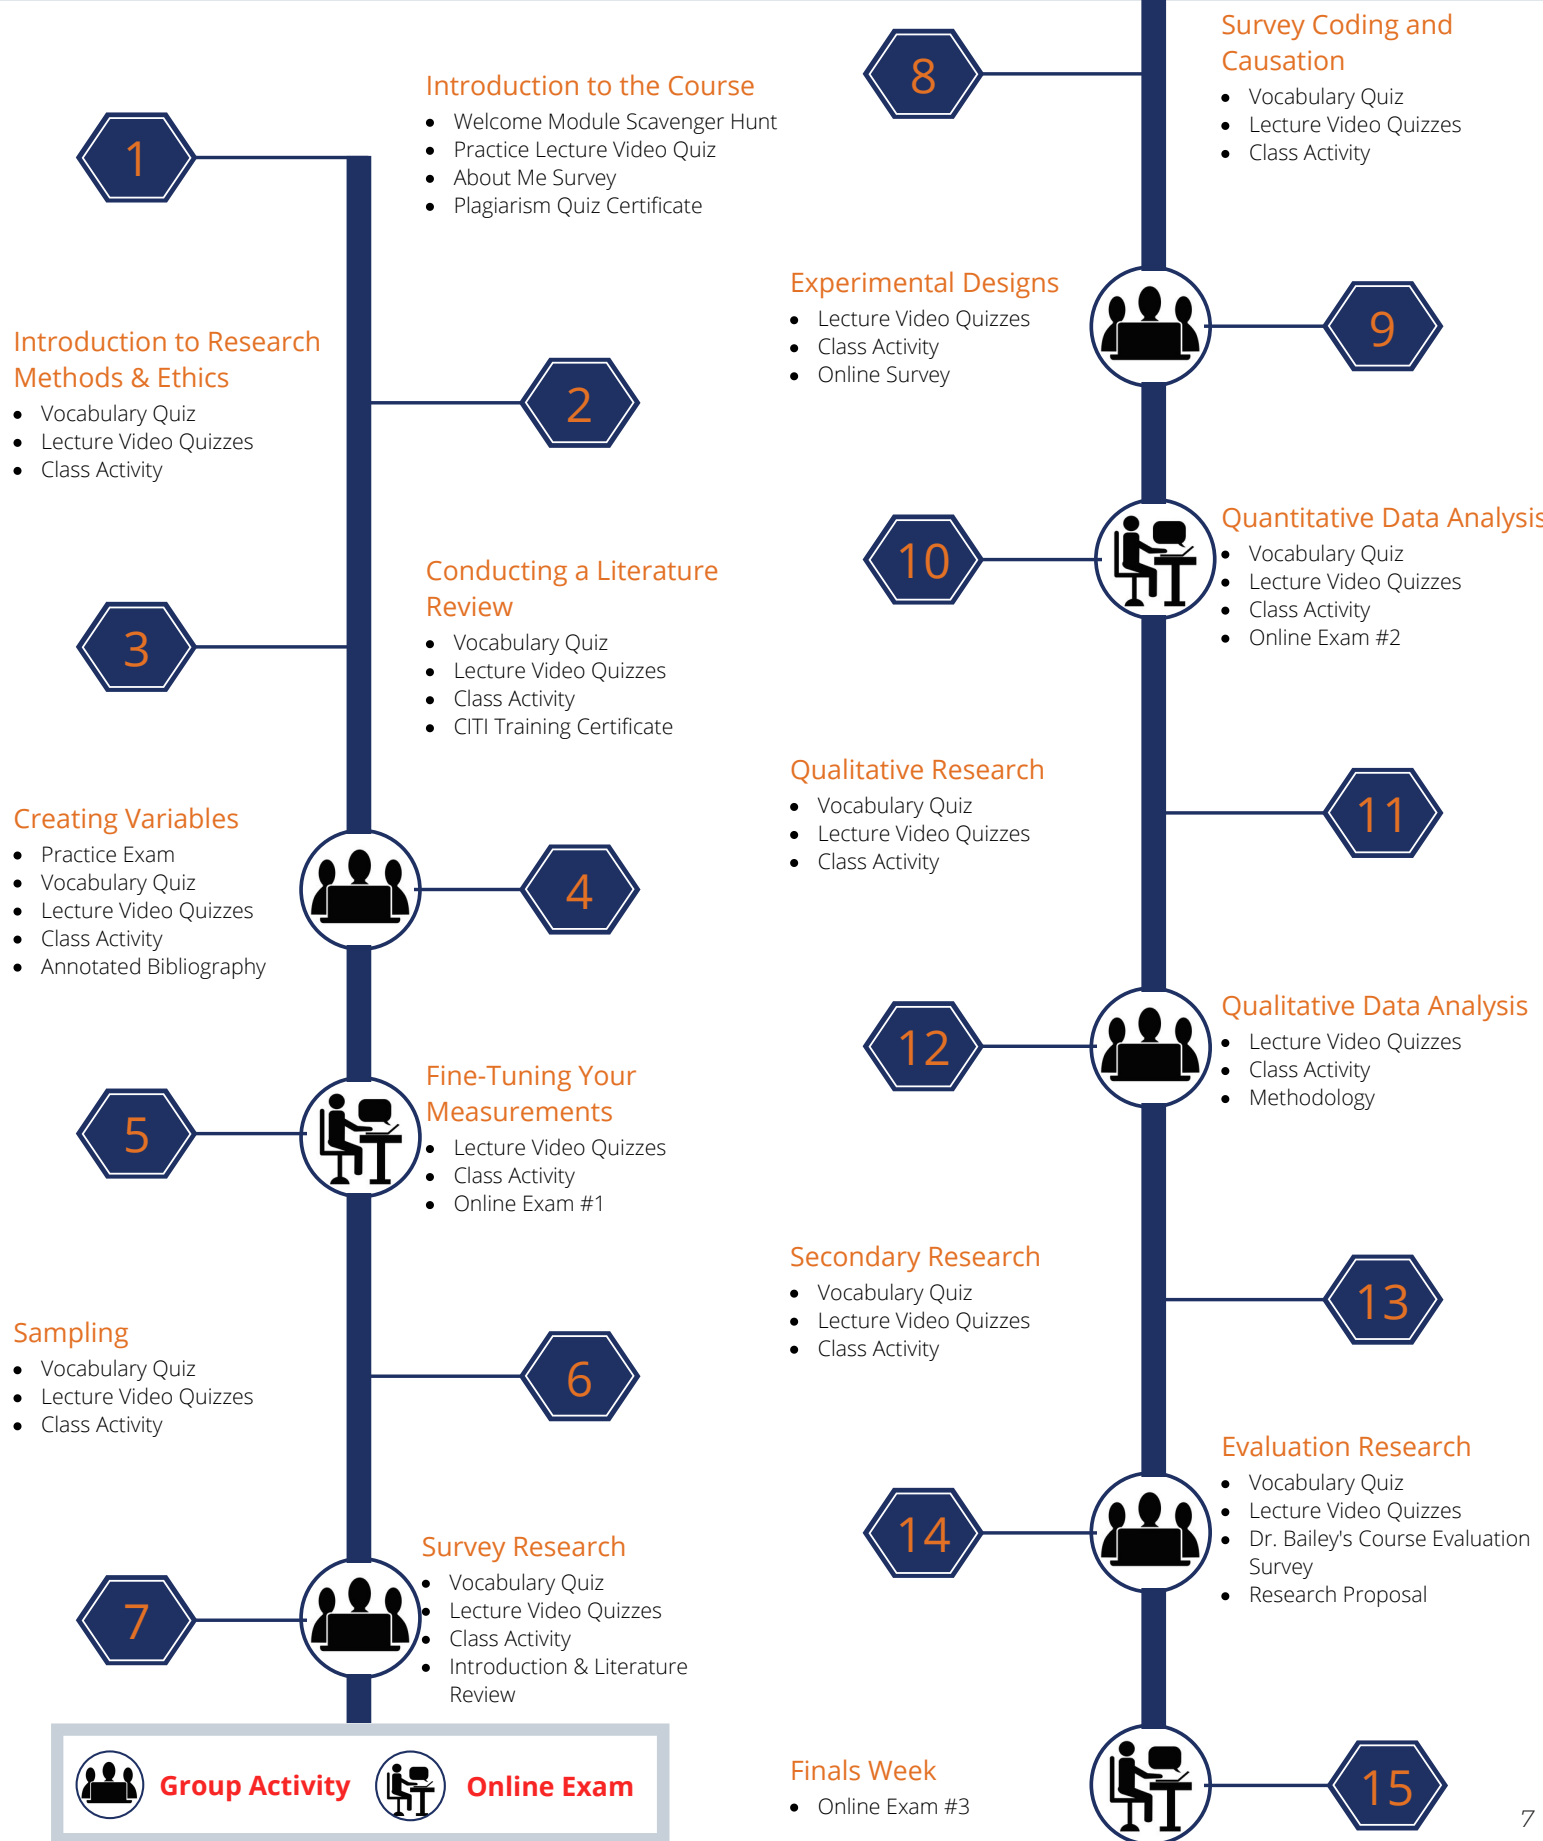 1
Introduction to the Course
• Welcome Module Scavenger Hunt
• Practice Lecture Video Quiz
• About Me Survey
• Plagiarism Quiz Certificate
Introduction to Research
Methods & Ethics
• Vocabulary Quiz
• Lecture Video Quizzes
• Class Activity
2
3
Conducting a Literature
Review
• Vocabulary Quiz
• Lecture Video Quizzes
• Class Activity
• CITI Training Certificate
Creating Variables
• Practice Exam
• Vocabulary Quiz
• Lecture Video Quizzes
• Class Activity
• Annotated Bibliography
4
5
Fine-Tuning Your
Measurements
• Lecture Video Quizzes
• Class Activity
• Online Exam #1
Sampling
• Vocabulary Quiz
• Lecture Video Quizzes
• Class Activity
6
7
Survey Research
• Vocabulary Quiz
• Lecture Video Quizzes
• Class Activity
• Introduction & Literature
Review
Group Activity
Online Exam
8
Survey Coding and
Causation
• Vocabulary Quiz
• Lecture Video Quizzes
• Class Activity
Experimental Designs
• Lecture Video Quizzes
• Class Activity
• Online Survey
9
10
Quantitative Data Analysis
• Vocabulary Quiz
• Lecture Video Quizzes
• Class Activity
• Online Exam #2
Qualitative Research
• Vocabulary Quiz
• Lecture Video Quizzes
• Class Activity
11
12
Qualitative Data Analysis
• Lecture Video Quizzes
• Class Activity
• Methodology
Secondary Research
• Vocabulary Quiz
• Lecture Video Quizzes
• Class Activity
13
14
Evaluation Research
• Vocabulary Quiz
• Lecture Video Quizzes
• Dr. Bailey's Course Evaluation
Survey
• Research Proposal
Finals Week
• Online Exam #3
15
7